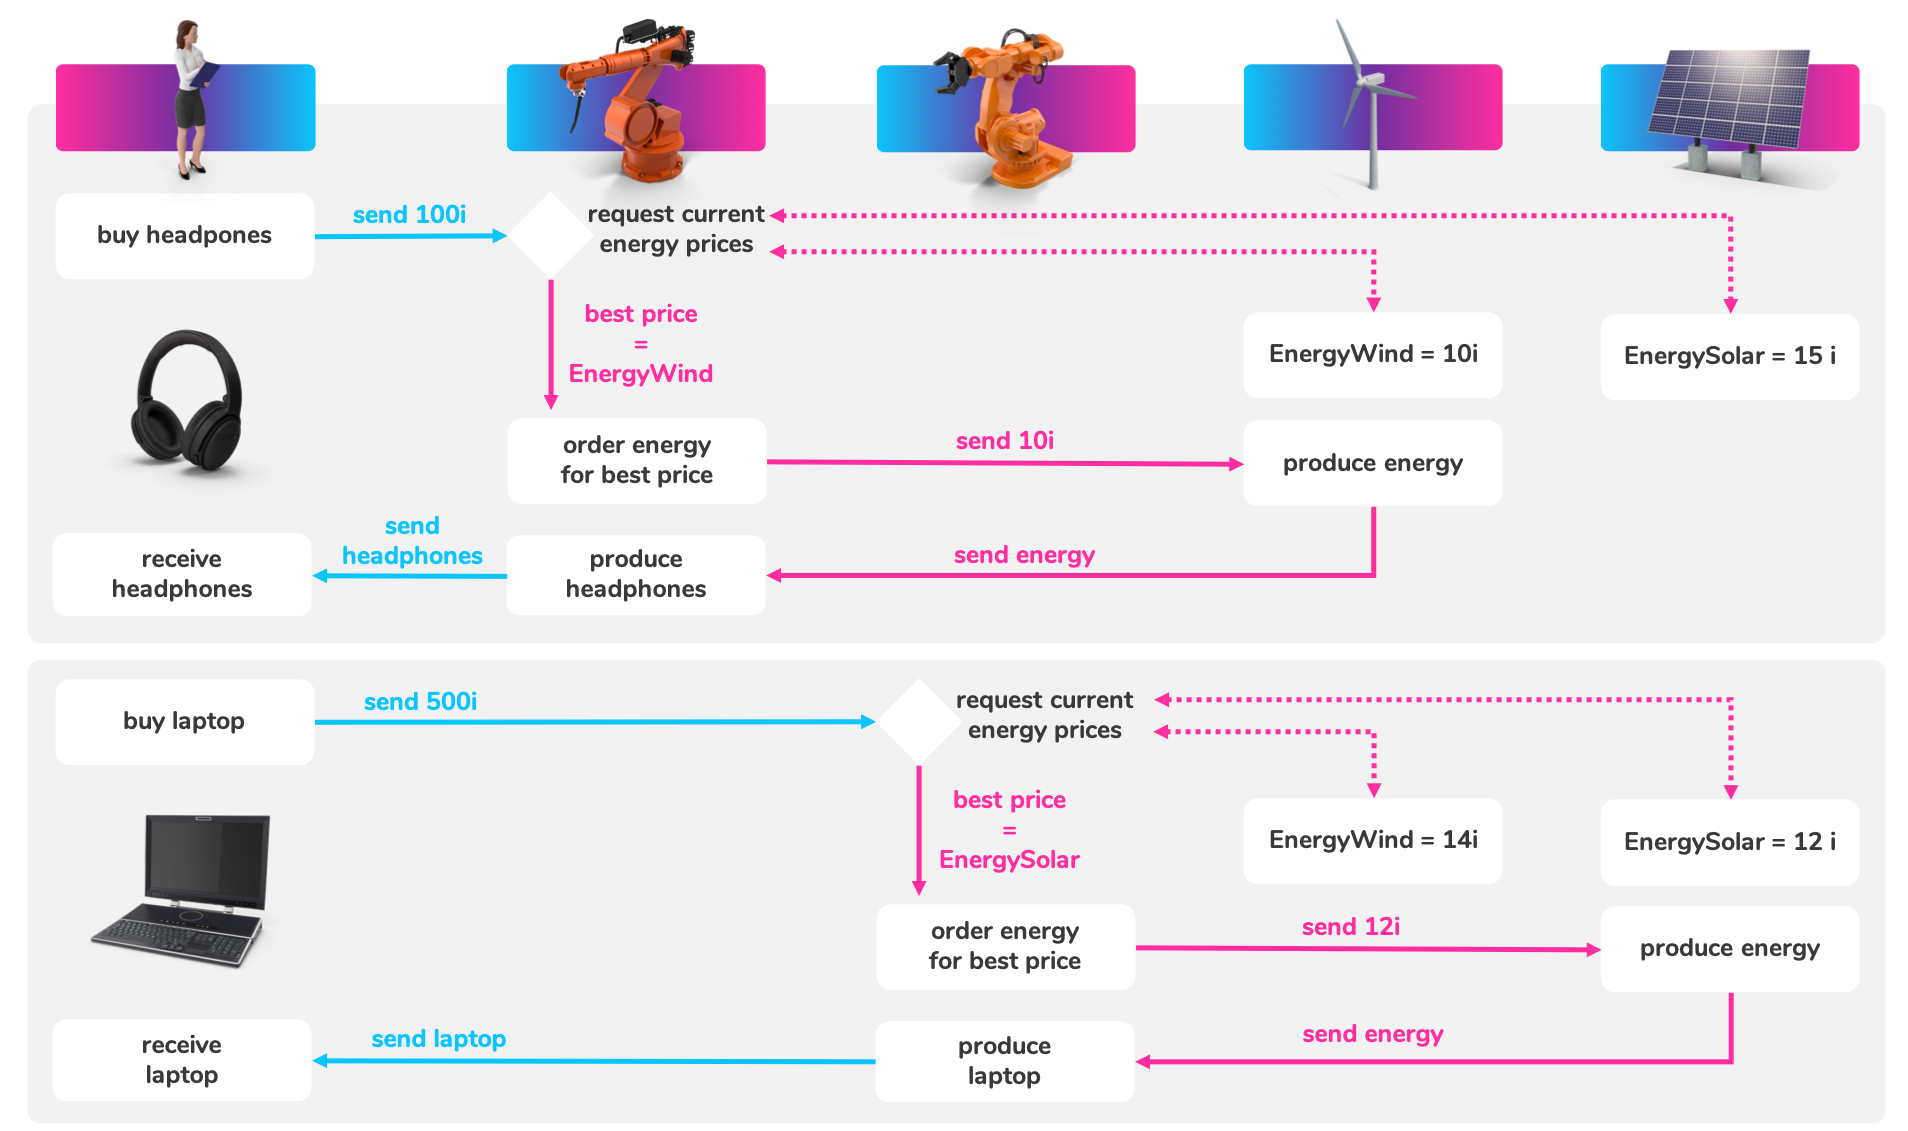 buy headpones
send 100i
request current
energy prices
best price
=
EnergyWind
EnergyWind = 10i
EnergySolar = 15 i
order energy
for best price
send 10i
produce energy
send
headphones
receive
headphones
produce
headphones
send energy
buy laptop
send 500i
request current
energy prices
best price
=
EnergySolar
EnergyWind = 14i
EnergySolar = 12 i
order energy
for best price
send 12i
produce energy
receive
laptop
send laptop
produce
laptop
send energy